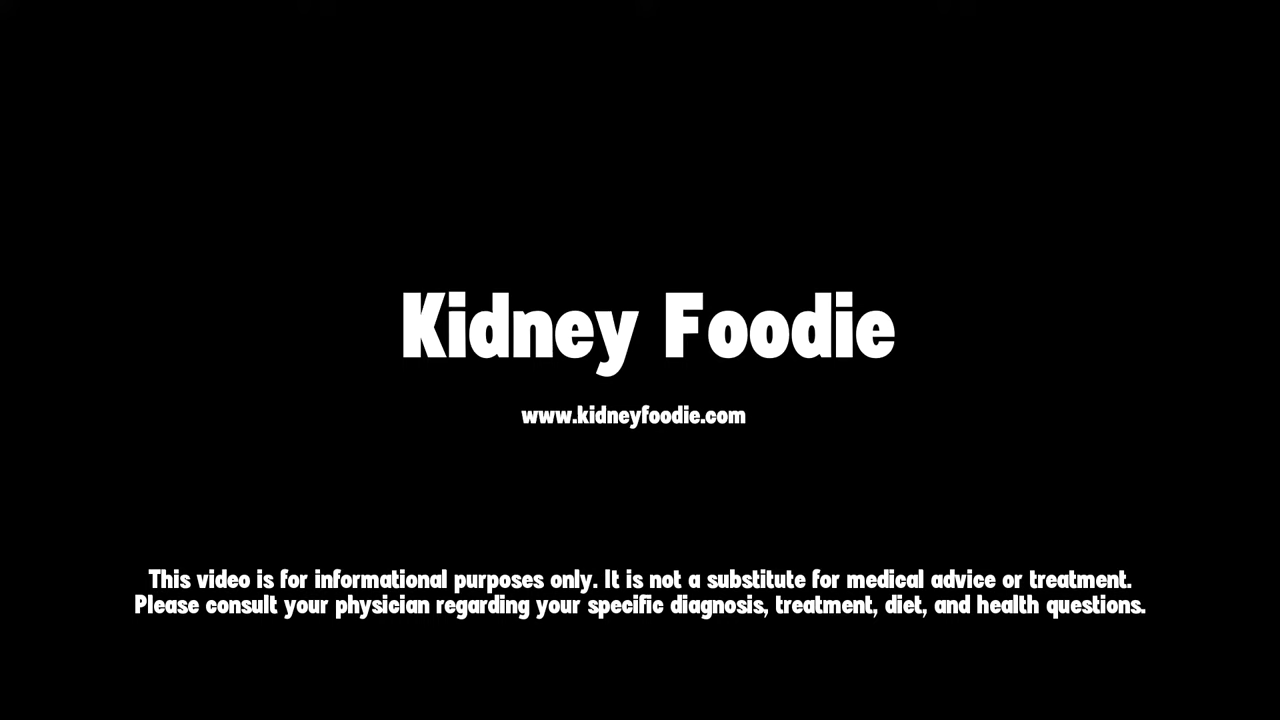 Kidney Foodie
www.kidneyfoodie.com
This video is for informational purposes only. It is not a substitute for medical advice or treatment.
Please consult your physician regarding your specific diagnosis, treatment, diet, and health questions.